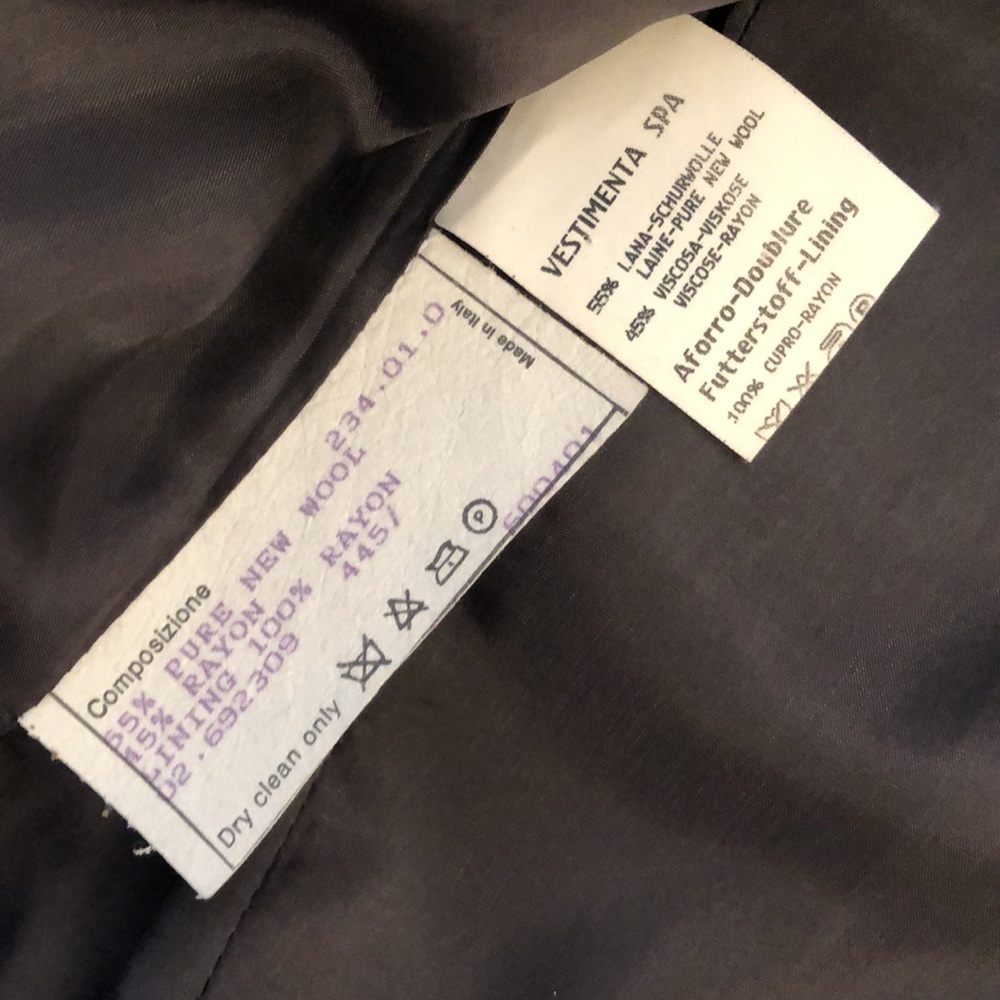 VESTIMENTA SPA
55% LANA-SCHURWOLLE
LAINE-PURE NEW WOOL
45% VISCOSA-VISKOSE
VISCOSE-RAYON
Aforro-Doublure
Futterstoff-Lining
100% CUPRO-RAYON
Made in Italy
234.01.0
Composizione
55% PURE NEW WOOL
45% RAYON
LINING 100% RAYON
02.692309 4457
Dry clean only
P